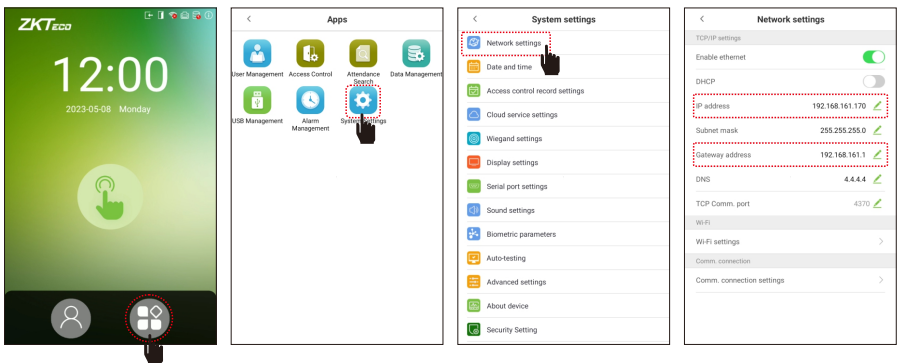 ZKTeco
12:00
2023-05-08 Monday
Apps
User Management
Access Control
Attendance
Search
Data Management
USB Management
Alarm
Management
System Settings
System settings
Network settings
Date and time
Access control record settings
Cloud service settings
Wiegand settings
Display settings
Serial port settings
Sound settings
Biometric parameters
Auto-testing
Advanced settings
About device
Security Setting
Network settings
TCP/IP settings
Enable ethernet
DHCP
IP address 192.168.161.170
Subnet mask 255.255.255.0
Gateway address 192.168.161.1
DNS 4.4.4.4
TCP Comm. port 4370
Wi-Fi
Wi-Fi settings
Comm. connection
Comm. connection settings